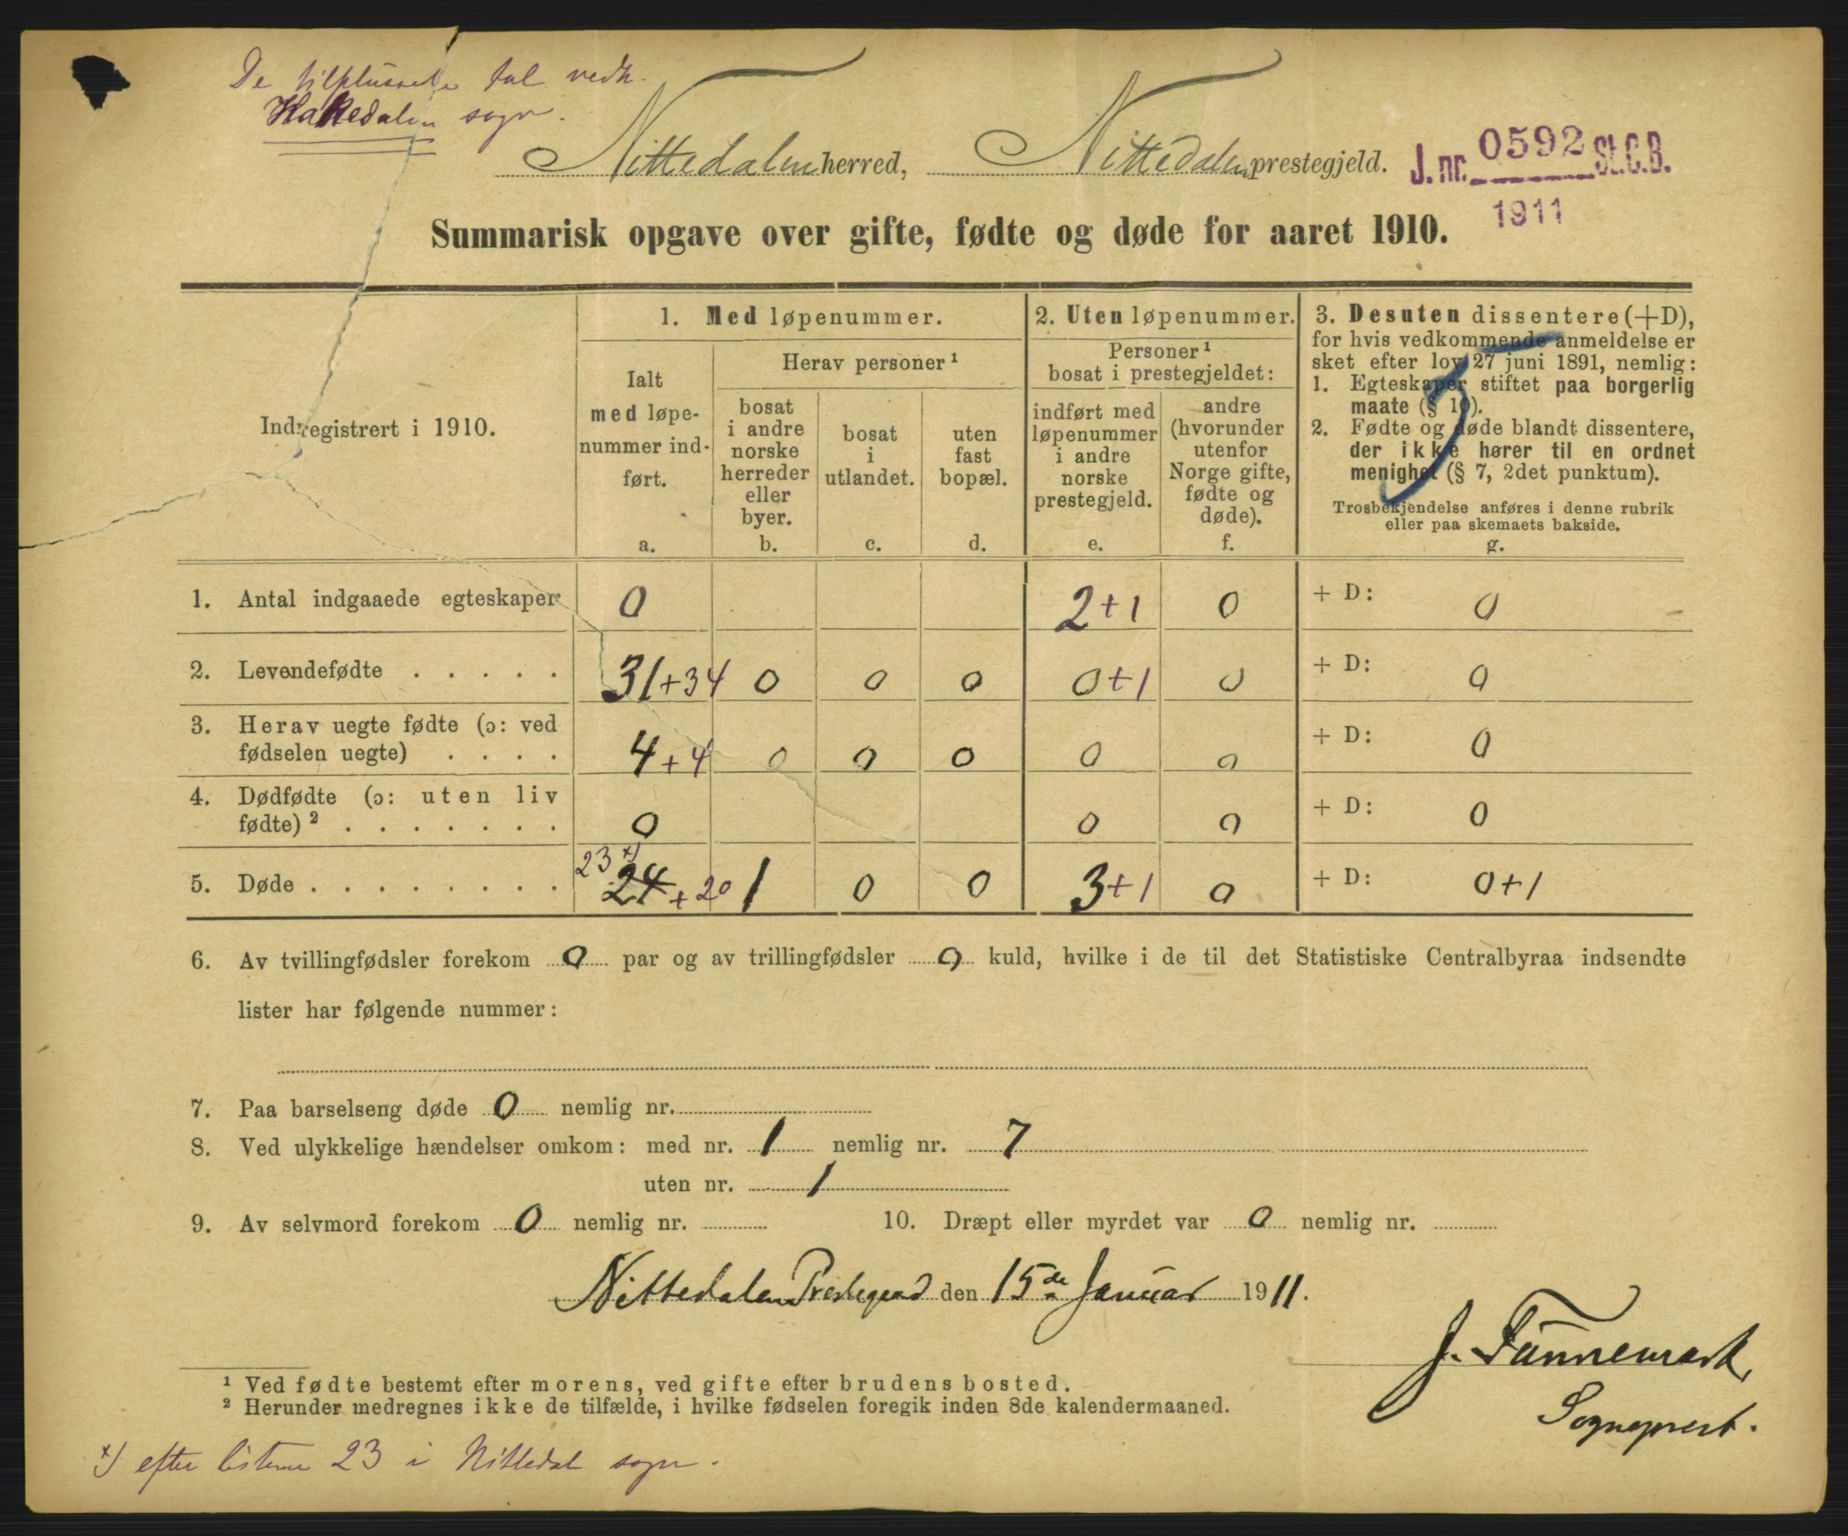 De tilplussede tal vedk.
Hakedalen sogn.
Nittedalen herred, Nittedalen prestegjeld.
J. nr. 0592 St.C.B.
1911
Summarisk opgave over gifte, fødte og døde for aaret 1910.
Indregistrert i 1910.
1. Med løpenummer.
Ialt
med løpe-
nummer ind-
ført.
a.
Herav personer ¹
bosat
i andre
norske
herreder
eller
byer.
b.
bosat
i
utlandet.
c.
uten
fast
bopæl.
d.
2. Uten løpenummer.
Personer ¹
bosat i prestegjeldet:
indført med
løpenummer
i andre
norske
prestegjeld.
e.
andre
(hvorunder
utenfor
Norge gifte,
fødte og
døde).
f.
3. Desuten dissentere (+D),
for hvis vedkommende anmeldelse er
sket efter lov 27 juni 1891, nemlig:
1. Egteskaper stiftet paa borgerlig
maate (§ 10).
2. Fødte og døde blandt dissentere,
der ikke hører til en ordnet
menighet (§ 7, 2det punktum).
Trosbekjendelse anføres i denne rubrik
eller paa skemaets bakside.
g.
1. Antal indgaaede egteskaper 0 2+1 0 + D: 0
2. Levendefødte . . . . . 31+34 0 0 0 0+1 0 + D: 0
3. Herav uegte fødte (ɔ: ved
fødselen uegte) . . . . 4+4 0 0 0 0 0 + D: 0
4. Dødfødte (ɔ: uten liv
fødte) ² . . . . . . . 0 0 0 + D: 0
23 x)
5. Døde . . . . . . . . 24+20 1 0 0 3+1 0 + D: 0+1
6. Av tvillingfødsler forekom 0 par og av trillingfødsler 0 kuld, hvilke i de til det Statistiske Centralbyraa indsendte
lister har følgende nummer:
7. Paa barselseng døde 0 nemlig nr.
8. Ved ulykkelige hændelser omkom: med nr. 1 nemlig nr. 7
uten nr. 1
9. Av selvmord forekom 0 nemlig nr. 10. Dræpt eller myrdet var 0 nemlig nr.
Nittedalen Prestegaard den 15de Januar 1911.
J. Tannemark,
Sogneprest.
¹ Ved fødte bestemt efter morens, ved gifte efter brudens bosted.
² Herunder medregnes ikke de tilfælde, i hvilke fødselen foregik inden 8de kalendermaaned.
x) efter listerne 23 i Nittedal sogn.